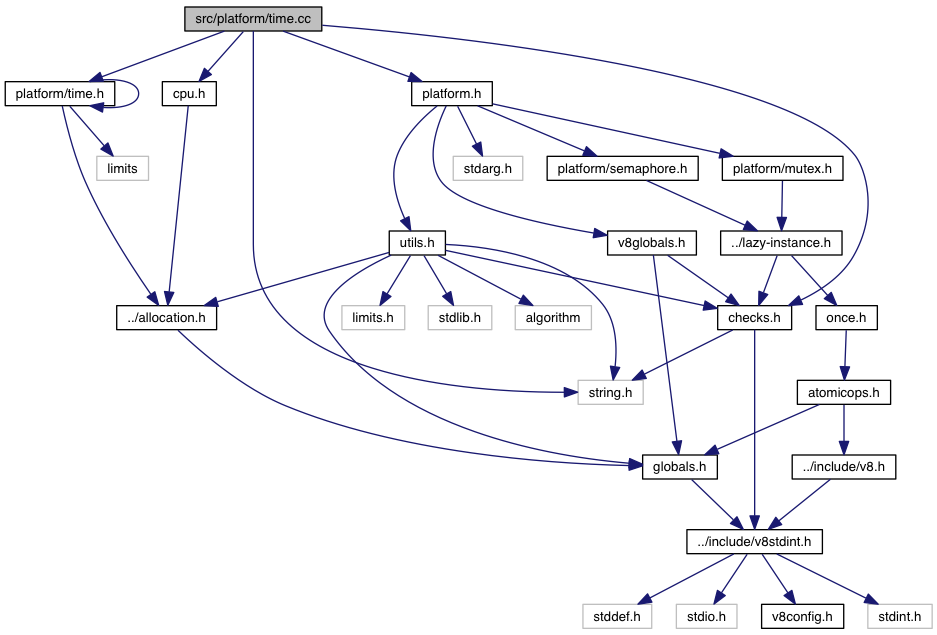 src/platform/time.cc
platform/time.h
cpu.h
platform.h
limits
stdarg.h
platform/semaphore.h
platform/mutex.h
utils.h
v8globals.h
../lazy-instance.h
../allocation.h
limits.h
stdlib.h
algorithm
checks.h
once.h
string.h
atomicops.h
globals.h
../include/v8.h
../include/v8stdint.h
stddef.h
stdio.h
v8config.h
stdint.h